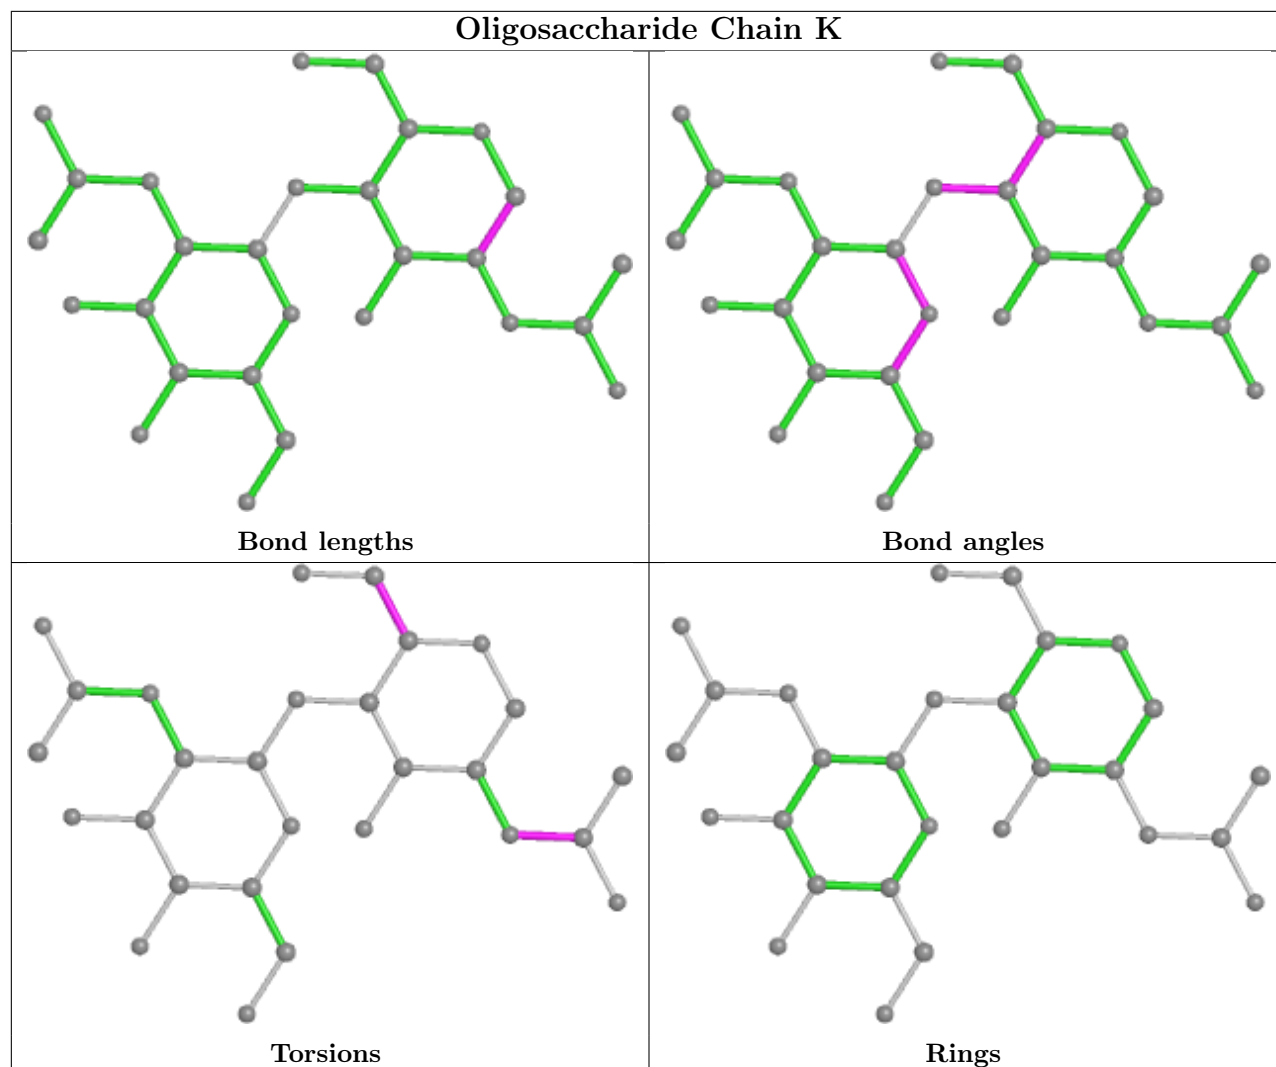 Oligosaccharide Chain K
Bond lengths
Bond angles
Torsions
Rings